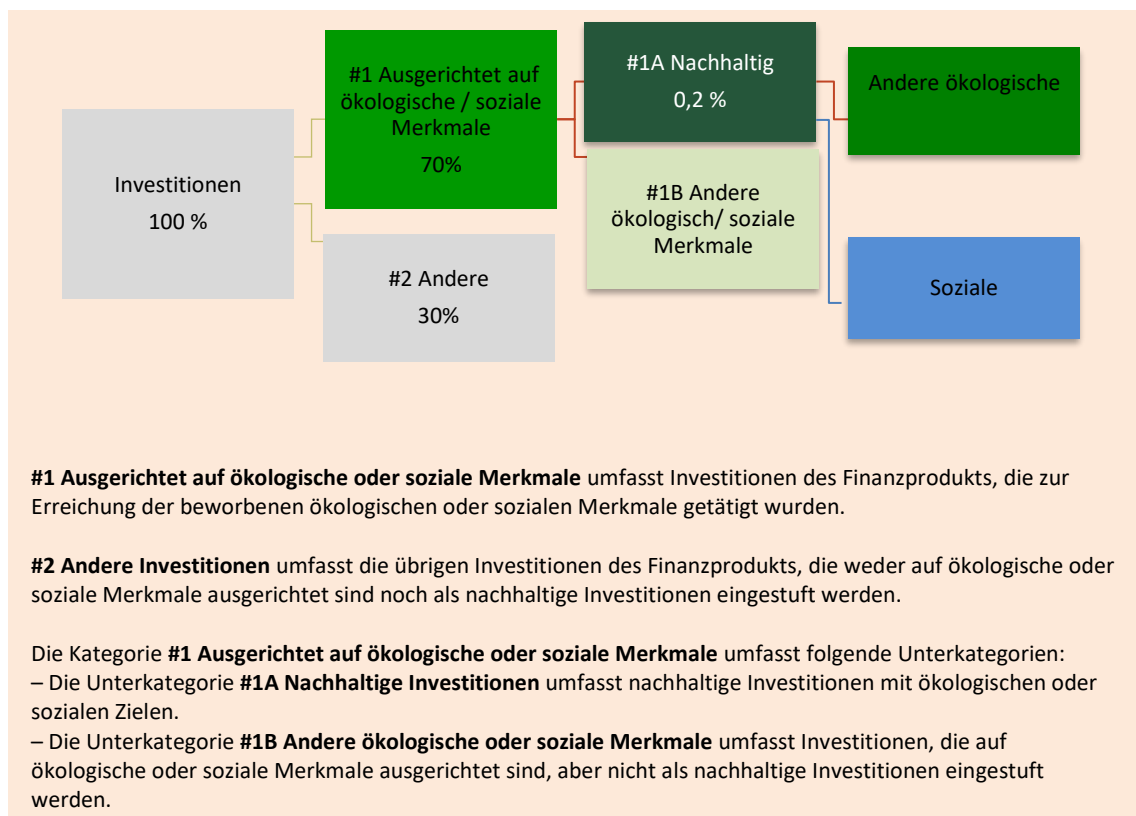 Investitionen
100 %
#1 Ausgerichtet auf
ökologische / soziale
Merkmale
70%
#2 Andere
30%
#1A Nachhaltig
0,2 %
#1B Andere
ökologisch/ soziale
Merkmale
Andere ökologische
Soziale
#1 Ausgerichtet auf ökologische oder soziale Merkmale umfasst Investitionen des Finanzprodukts, die zur
Erreichung der beworbenen ökologischen oder sozialen Merkmale getätigt wurden.
#2 Andere Investitionen umfasst die übrigen Investitionen des Finanzprodukts, die weder auf ökologische oder
soziale Merkmale ausgerichtet sind noch als nachhaltige Investitionen eingestuft werden.
Die Kategorie #1 Ausgerichtet auf ökologische oder soziale Merkmale umfasst folgende Unterkategorien:
– Die Unterkategorie #1A Nachhaltige Investitionen umfasst nachhaltige Investitionen mit ökologischen oder
sozialen Zielen.
– Die Unterkategorie #1B Andere ökologische oder soziale Merkmale umfasst Investitionen, die auf
ökologische oder soziale Merkmale ausgerichtet sind, aber nicht als nachhaltige Investitionen eingestuft
werden.